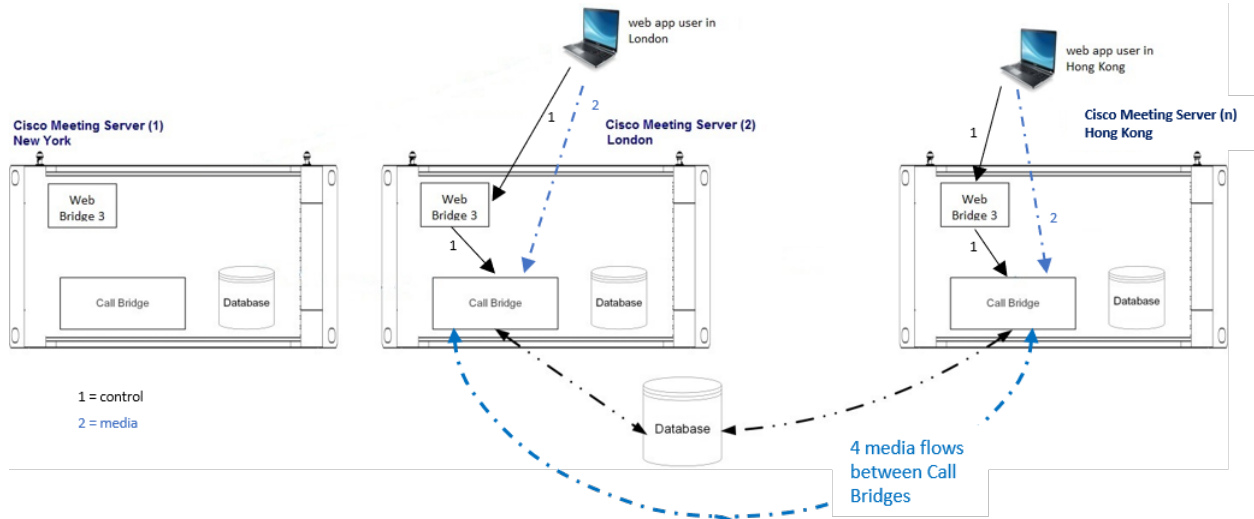 web app user in
London
web app user in
Hong Kong
1
2
Cisco Meeting Server (1)
New York
Cisco Meeting Server (2)
London
Cisco Meeting Server (n)
Hong Kong
1
Web
Bridge 3
Web
Bridge 3
Web
Bridge 3
2
1
1
Call Bridge
Database
Call Bridge
Database
Call Bridge
Database
1 = control
2 = media
Database
4 media flows
between Call
Bridges